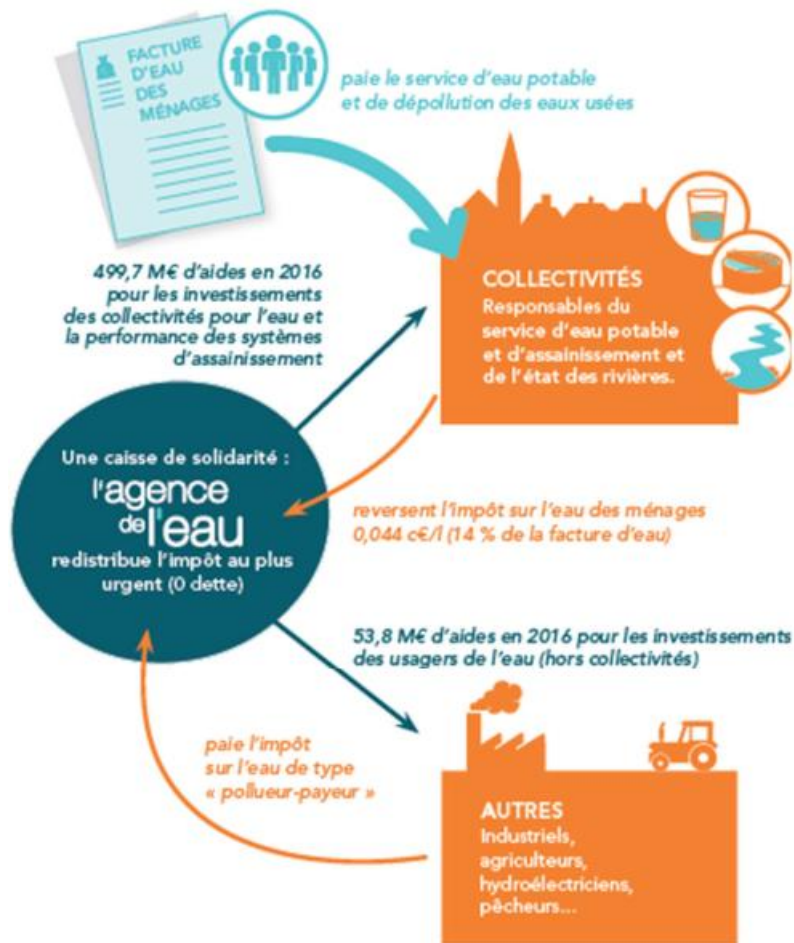 FACTURE
D'EAU
DES
MÉNAGES
paie le service d'eau potable
et de dépollution des eaux usées
499,7 M€ d'aides en 2016
pour les investissements
des collectivités pour l'eau et
la performance des systèmes
d'assainissement
COLLECTIVITÉS
Responsables du
service d'eau potable
et d'assainissement et
de l'état des rivières.
Une caisse de solidarité :
l'agence
de l'eau
redistribue l'impôt au plus
urgent (0 dette)
reversent l'impôt sur l'eau des ménages
0,044 c€/l (14 % de la facture d'eau)
53,8 M€ d'aides en 2016 pour les investissements
des usagers de l'eau (hors collectivités)
paie l'impôt
sur l'eau de type
« pollueur-payeur »
AUTRES
Industriels,
agriculteurs,
hydroélectriciens,
pêcheurs...